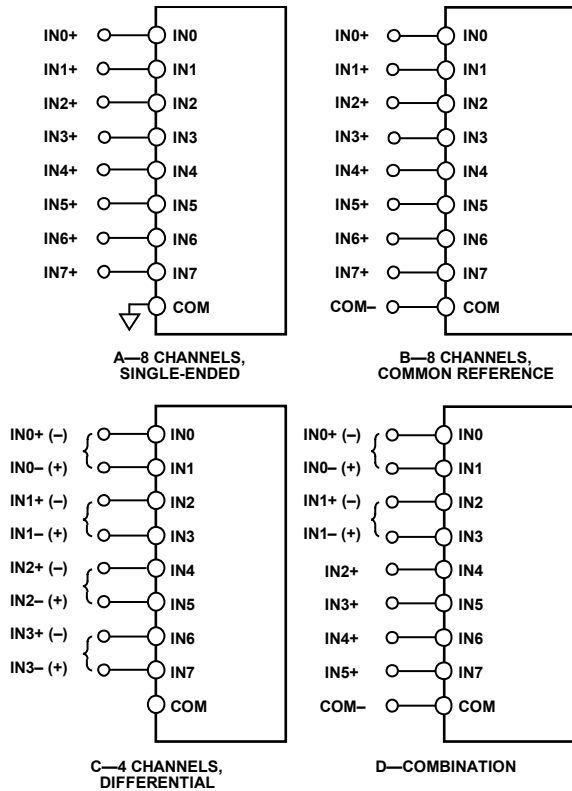 IN0+ IN0
IN1+ IN1
IN2+ IN2
IN3+ IN3
IN4+ IN4
IN5+ IN5
IN6+ IN6
IN7+ IN7
COM
A—8 CHANNELS,
SINGLE-ENDED
IN0+ IN0
IN1+ IN1
IN2+ IN2
IN3+ IN3
IN4+ IN4
IN5+ IN5
IN6+ IN6
IN7+ IN7
COM– COM
B—8 CHANNELS,
COMMON REFERENCE
IN0+ (–) IN0
IN0– (+) IN1
IN1+ (–) IN2
IN1– (+) IN3
IN2+ (–) IN4
IN2– (+) IN5
IN3+ (–) IN6
IN3– (+) IN7
COM
C—4 CHANNELS,
DIFFERENTIAL
IN0+ (–) IN0
IN0– (+) IN1
IN1+ (–) IN2
IN1– (+) IN3
IN2+ IN4
IN3+ IN5
IN4+ IN6
IN5+ IN7
COM– COM
D—COMBINATION